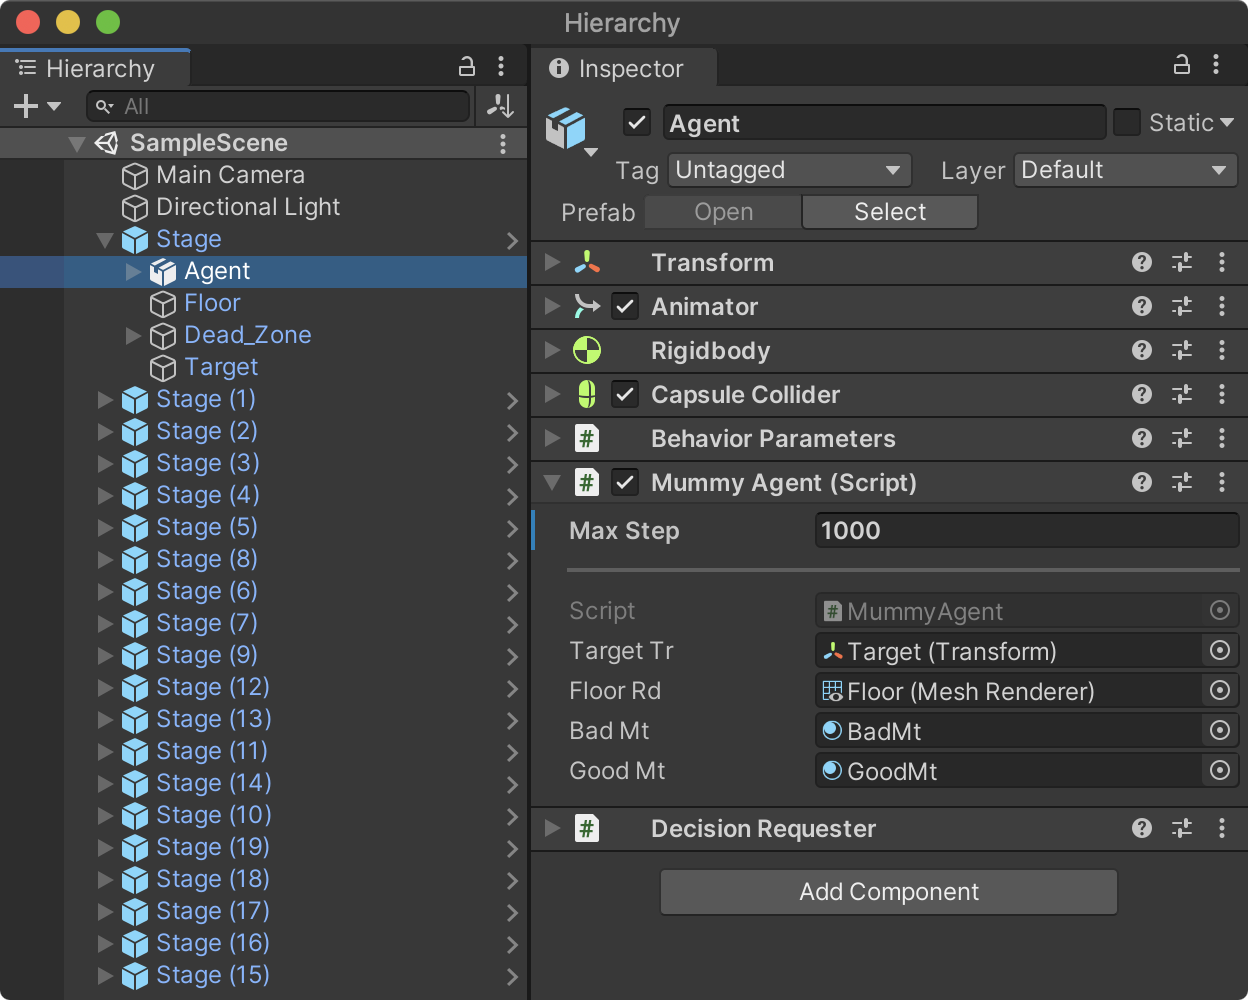 Hierarchy
Hierarchy
All
SampleScene
Main Camera
Directional Light
Stage
Agent
Floor
Dead_Zone
Target
Stage (1)
Stage (2)
Stage (3)
Stage (4)
Stage (5)
Stage (8)
Stage (6)
Stage (7)
Stage (9)
Stage (12)
Stage (13)
Stage (11)
Stage (14)
Stage (10)
Stage (19)
Stage (18)
Stage (17)
Stage (16)
Stage (15)
Inspector
Agent Static
Tag Untagged Layer Default
Prefab Open Select
Transform
Animator
Rigidbody
Capsule Collider
# Behavior Parameters
# Mummy Agent (Script)
Max Step 1000
Script # MummyAgent
Target Tr Target (Transform)
Floor Rd Floor (Mesh Renderer)
Bad Mt BadMt
Good Mt GoodMt
# Decision Requester
Add Component